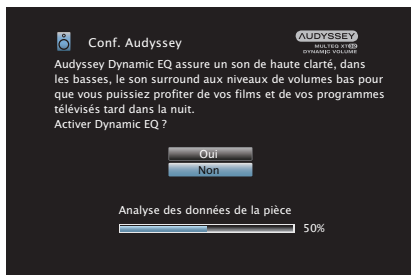 Conf. Audyssey
AUDYSSEY
MULTEQ XT32
DYNAMIC VOLUME
Audyssey Dynamic EQ assure un son de haute clarté, dans
les basses, le son surround aux niveaux de volumes bas pour
que vous puissiez profiter de vos films et de vos programmes
télévisés tard dans la nuit.
Activer Dynamic EQ ?
Oui
Non
Analyse des données de la pièce
50%